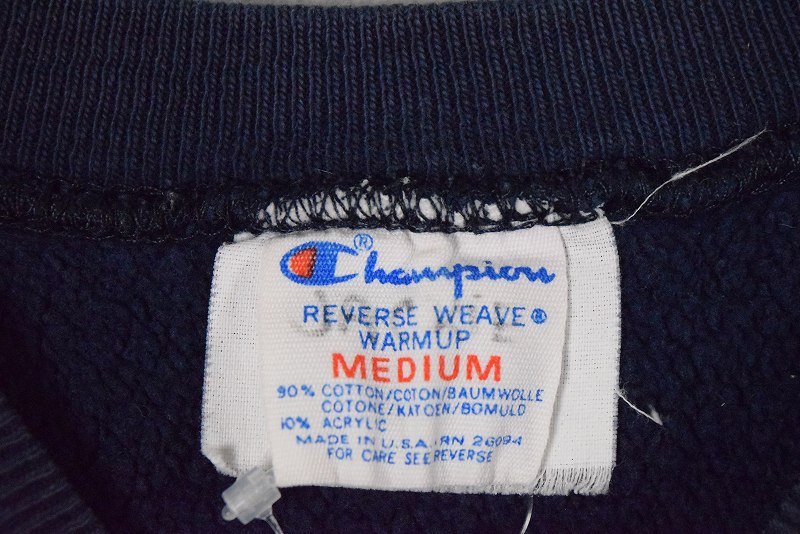 Champion®
REVERSE WEAVE®
WARMUP
MEDIUM
90% COTTON/COTON/BAUMWOLLE
COTONE/KATOEN/BOMULD
10% ACRYLIC
MADE IN U.S.A. RN 26094
FOR CARE SEE REVERSE